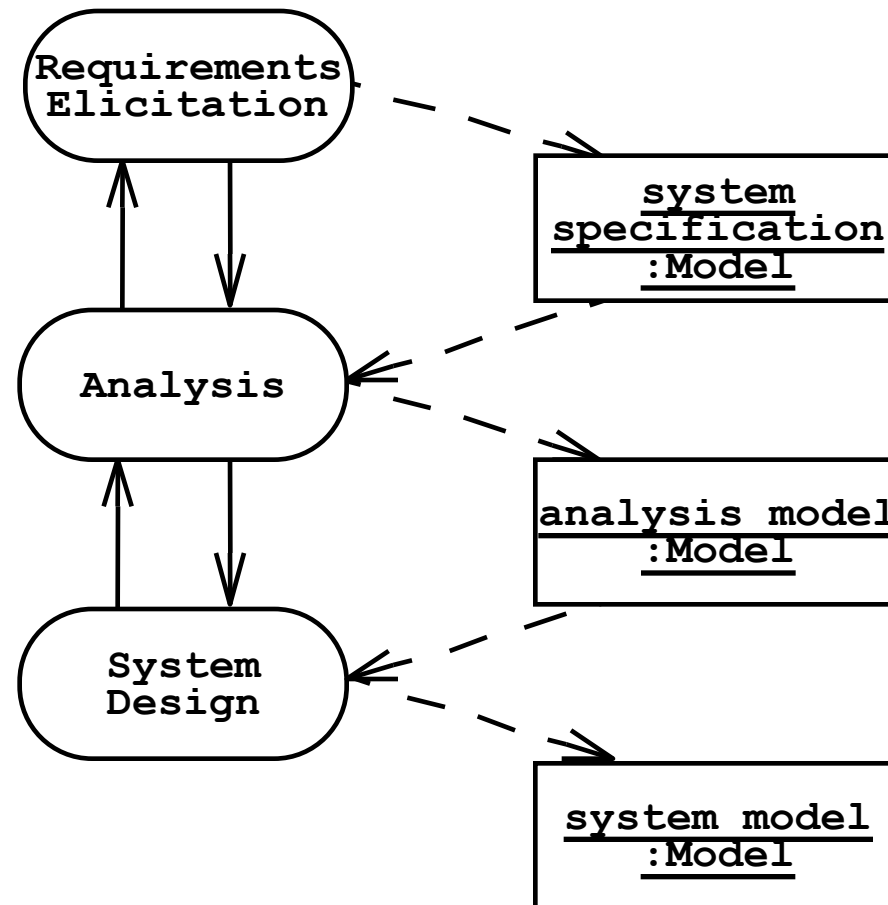 Requirements
Elicitation
system
specification
:Model
Analysis
analysis model
:Model
System
Design
system model
:Model